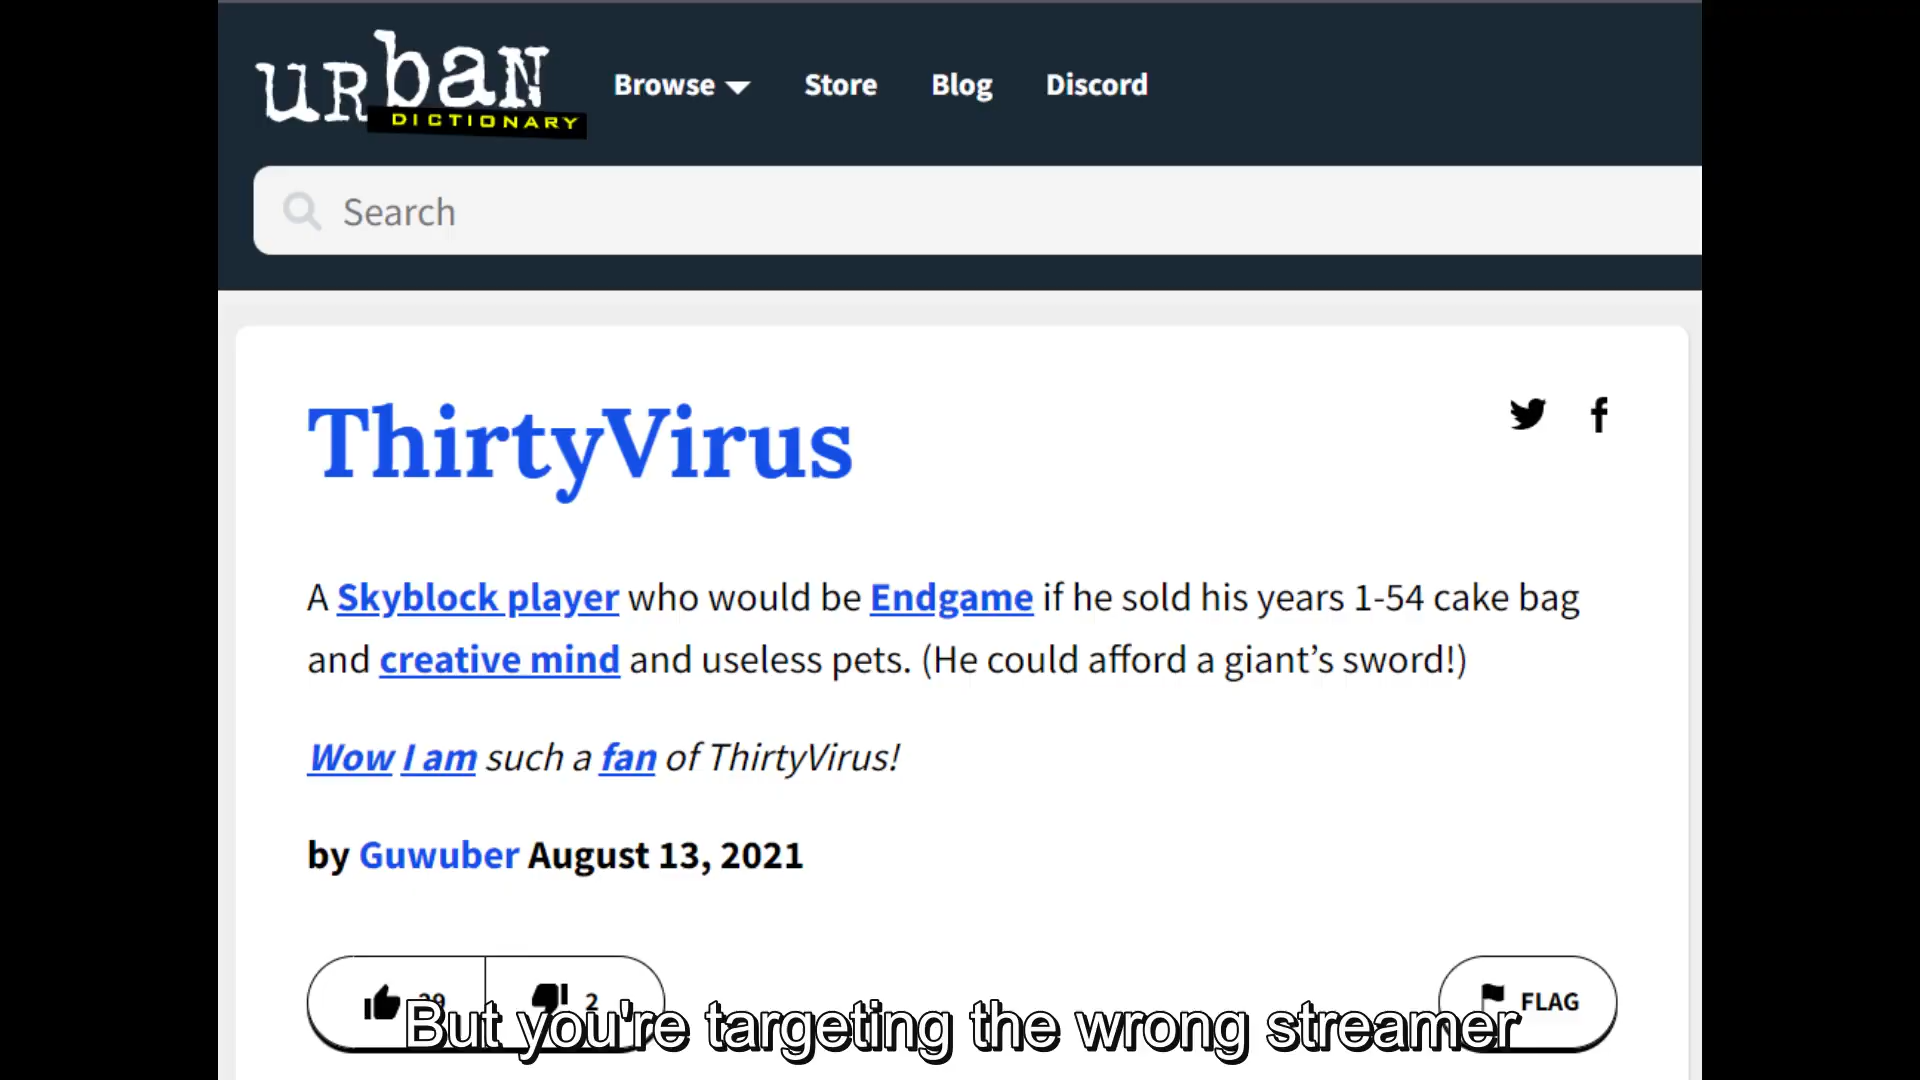 urban
DICTIONARY
Browse
Store
Blog
Discord
Search
ThirtyVirus
A Skyblock player who would be Endgame if he sold his years 1-54 cake bag
and creative mind and useless pets. (He could afford a giant’s sword!)
Wow I am such a fan of ThirtyVirus!
by Guwuber August 13, 2021
2
FLAG
But you're targeting the wrong streamer